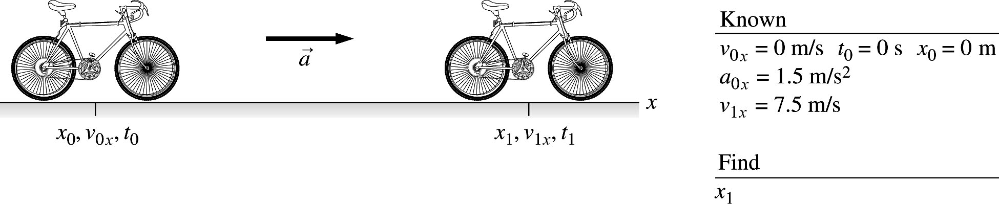 a⃗
x
x₀, v₀ₓ, t₀
x₁, v₁ₓ, t₁
Known
v₀ₓ = 0 m/s t₀ = 0 s x₀ = 0 m
a₀ₓ = 1.5 m/s²
v₁ₓ = 7.5 m/s
Find
x₁